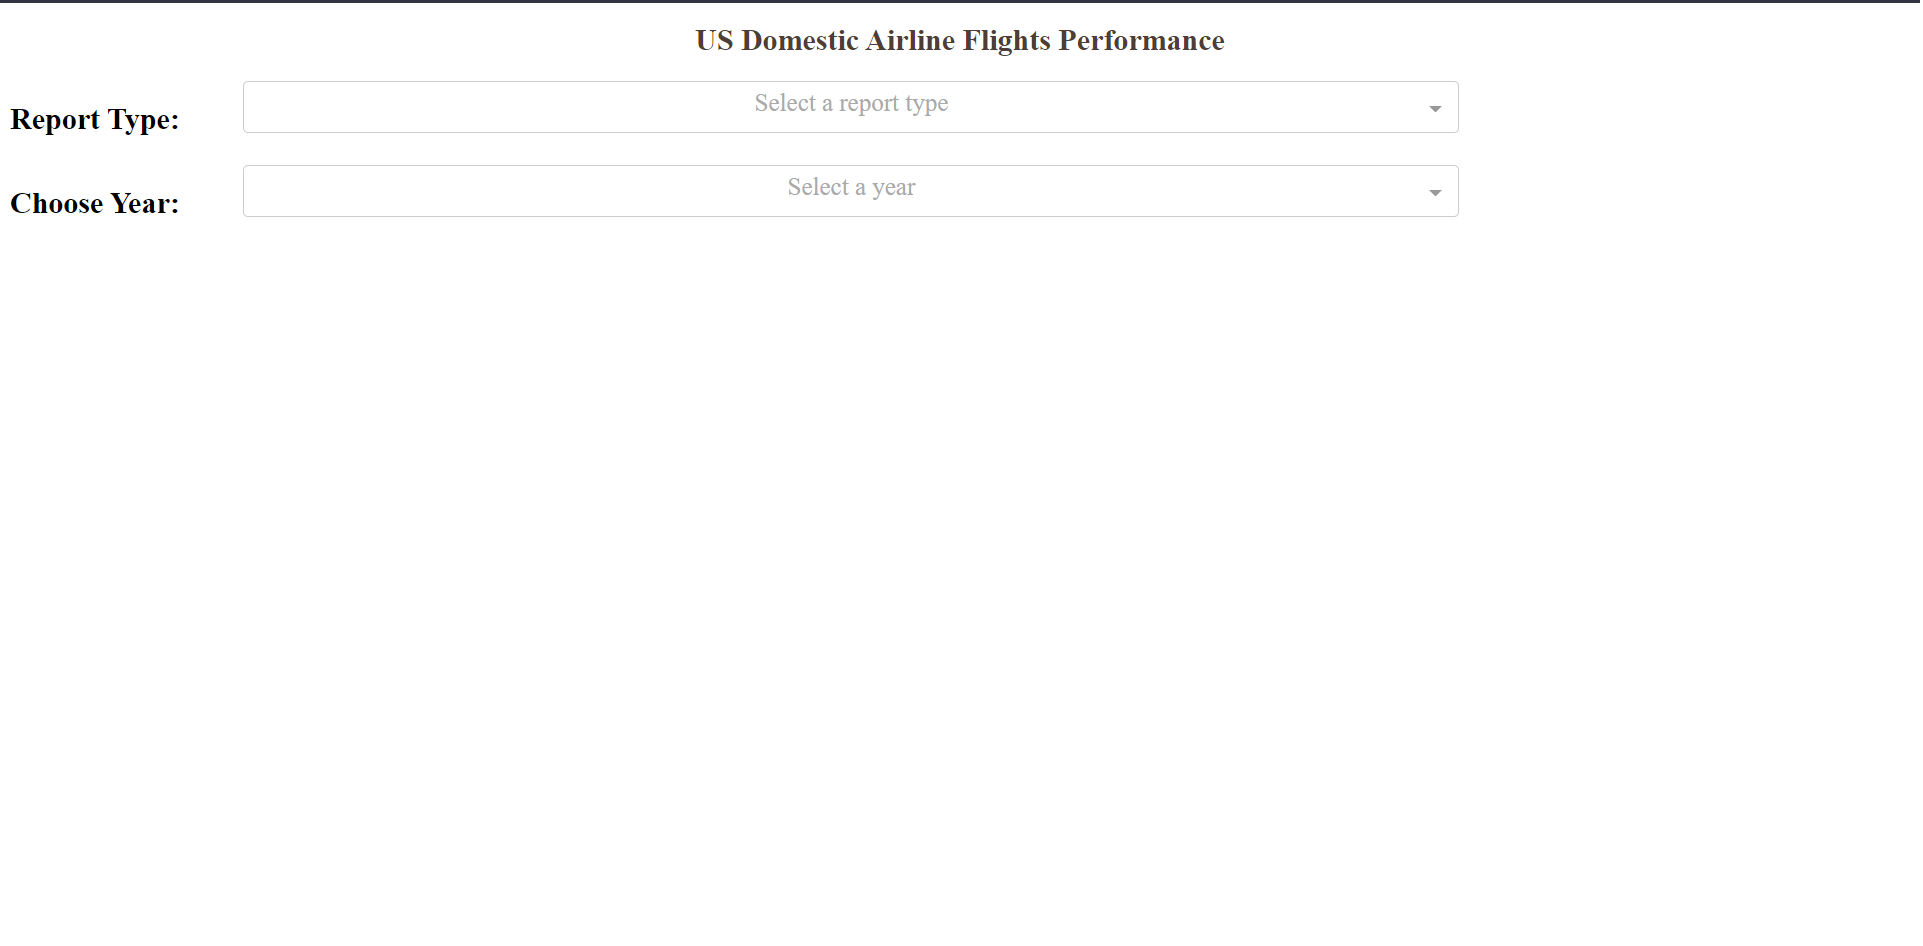 US Domestic Airline Flights Performance
Report Type:
Select a report type
Choose Year:
Select a year